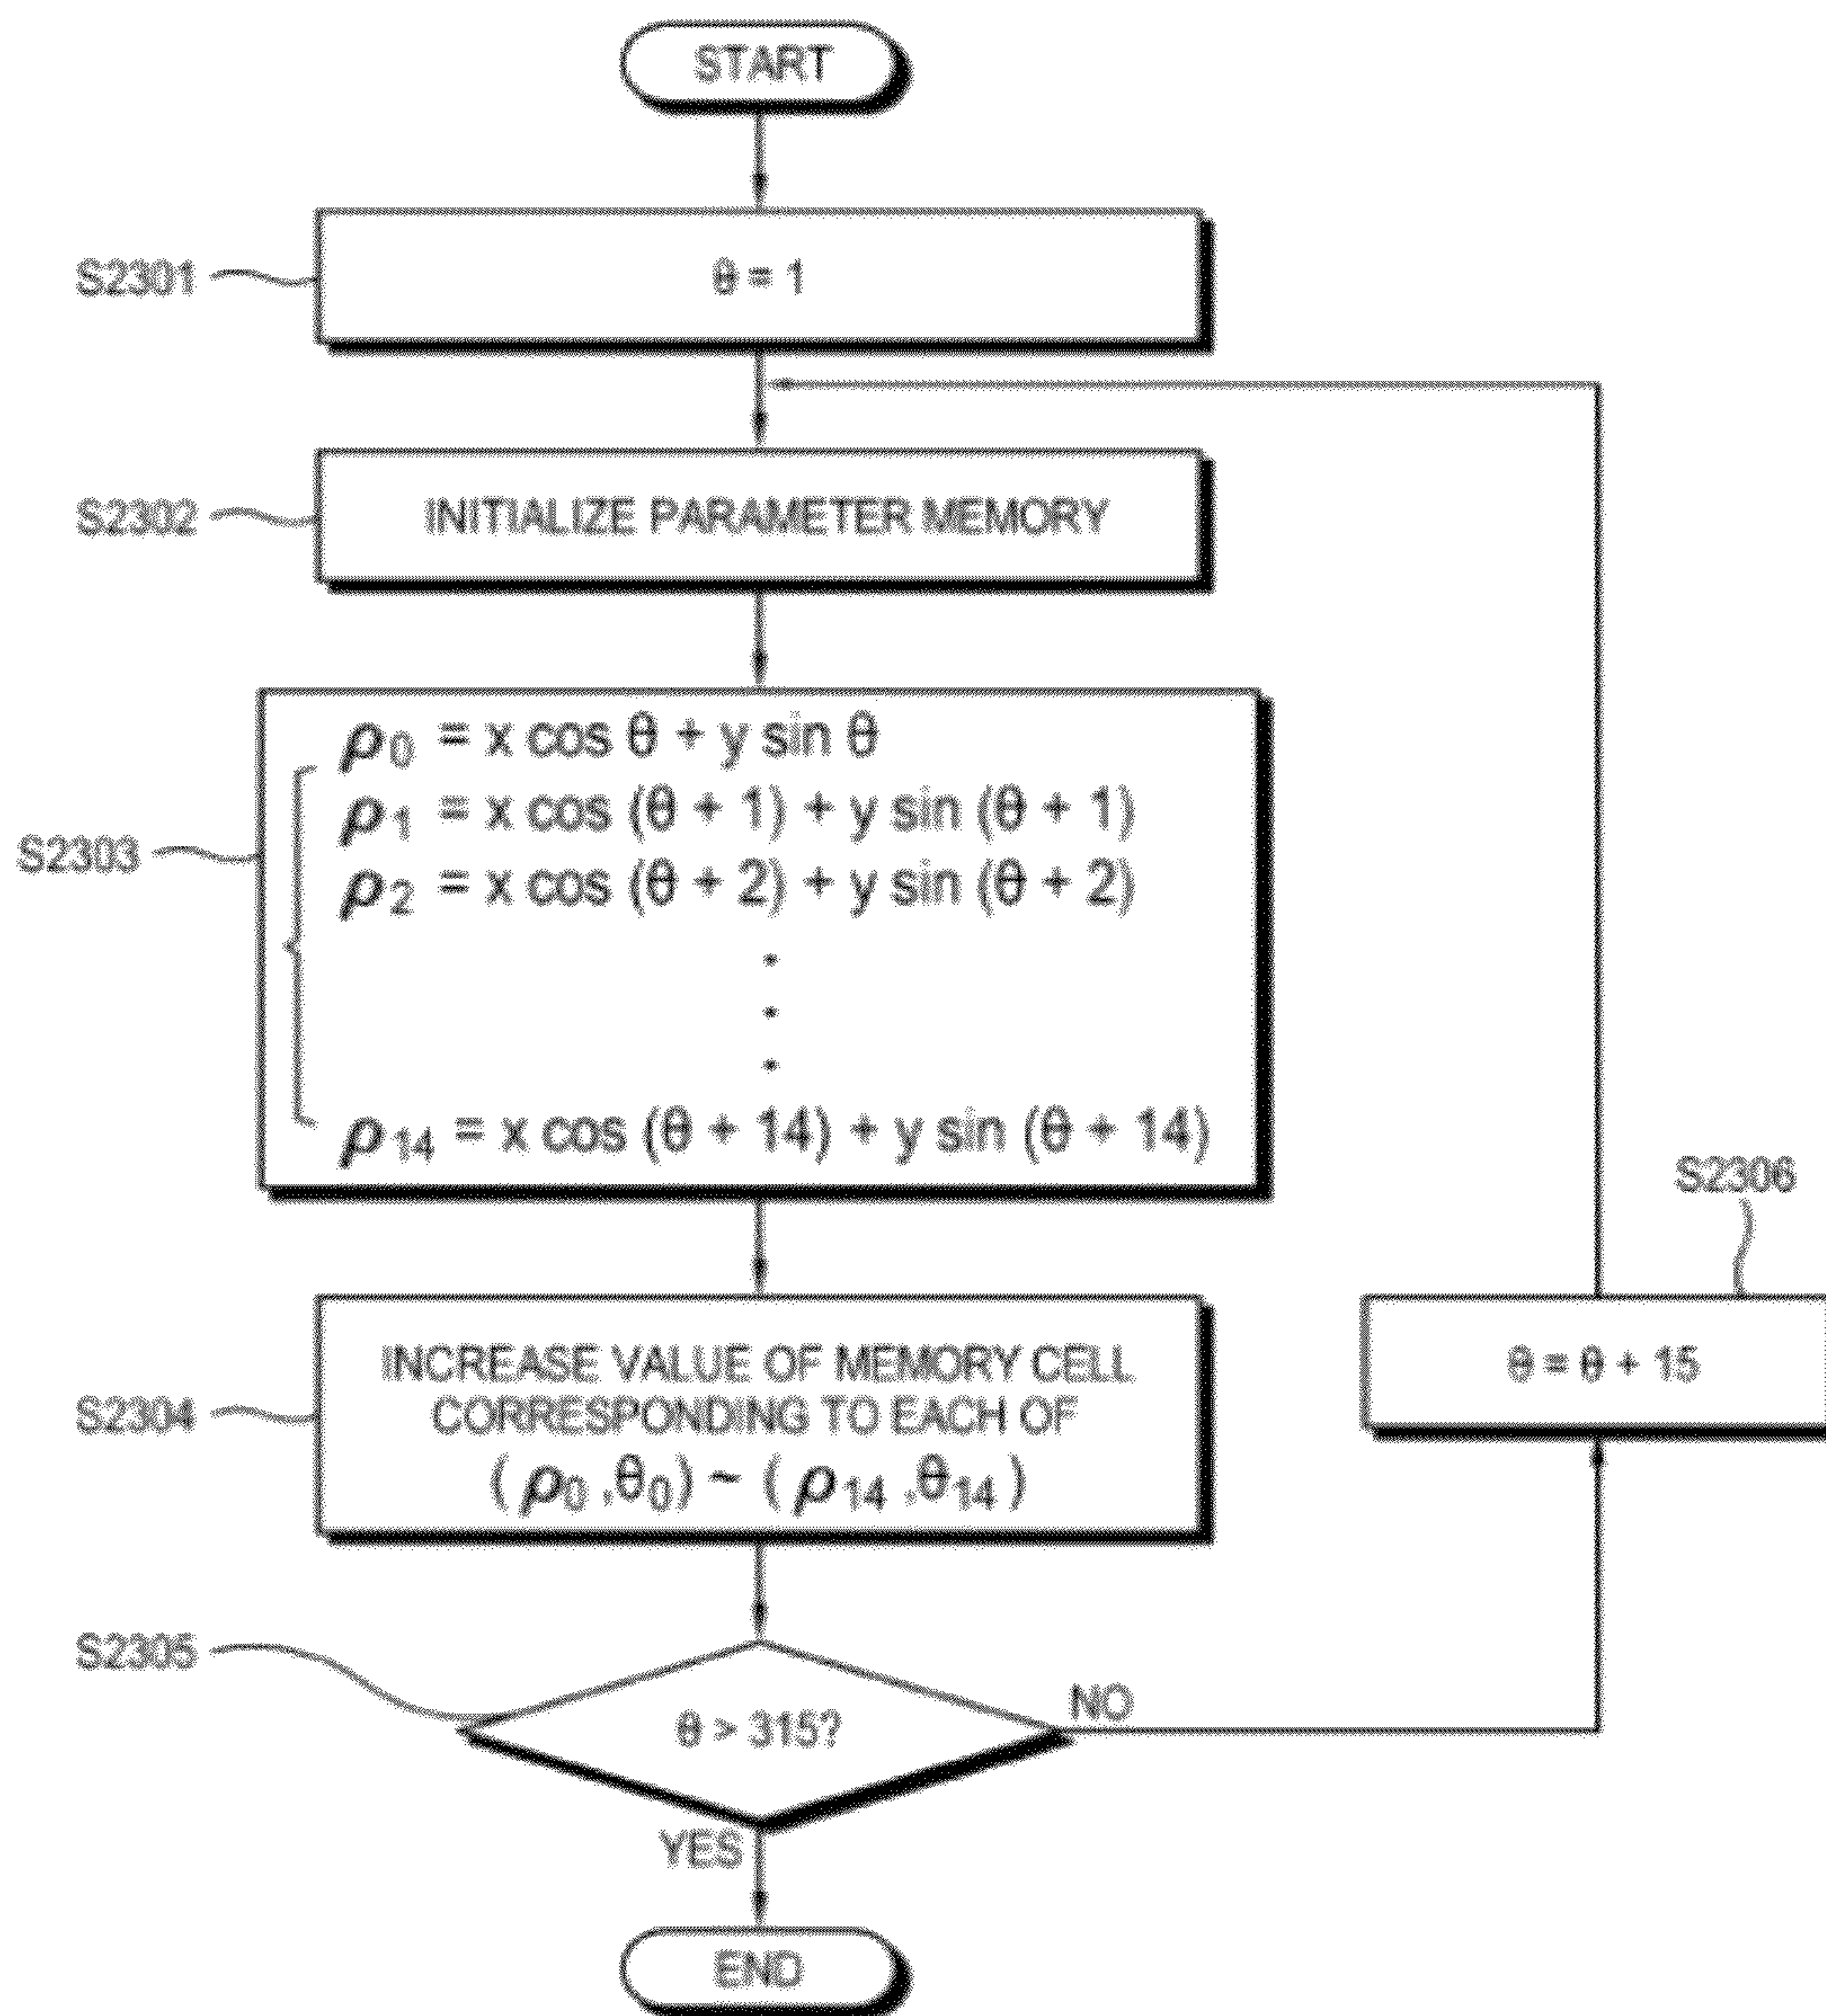 START
S2301
θ = 1
S2302
INITIALIZE PARAMETER MEMORY
S2303
ρ0 = x cos θ + y sin θ
ρ1 = x cos (θ + 1) + y sin (θ + 1)
ρ2 = x cos (θ + 2) + y sin (θ + 2)
.
.
.
ρ14 = x cos (θ + 14) + y sin (θ + 14)
S2306
θ = θ + 15
S2304
INCREASE VALUE OF MEMORY CELL
CORRESPONDING TO EACH OF
(ρ0 ,θ0) ~ (ρ14 ,θ14)
S2305
θ > 315?
NO
YES
END